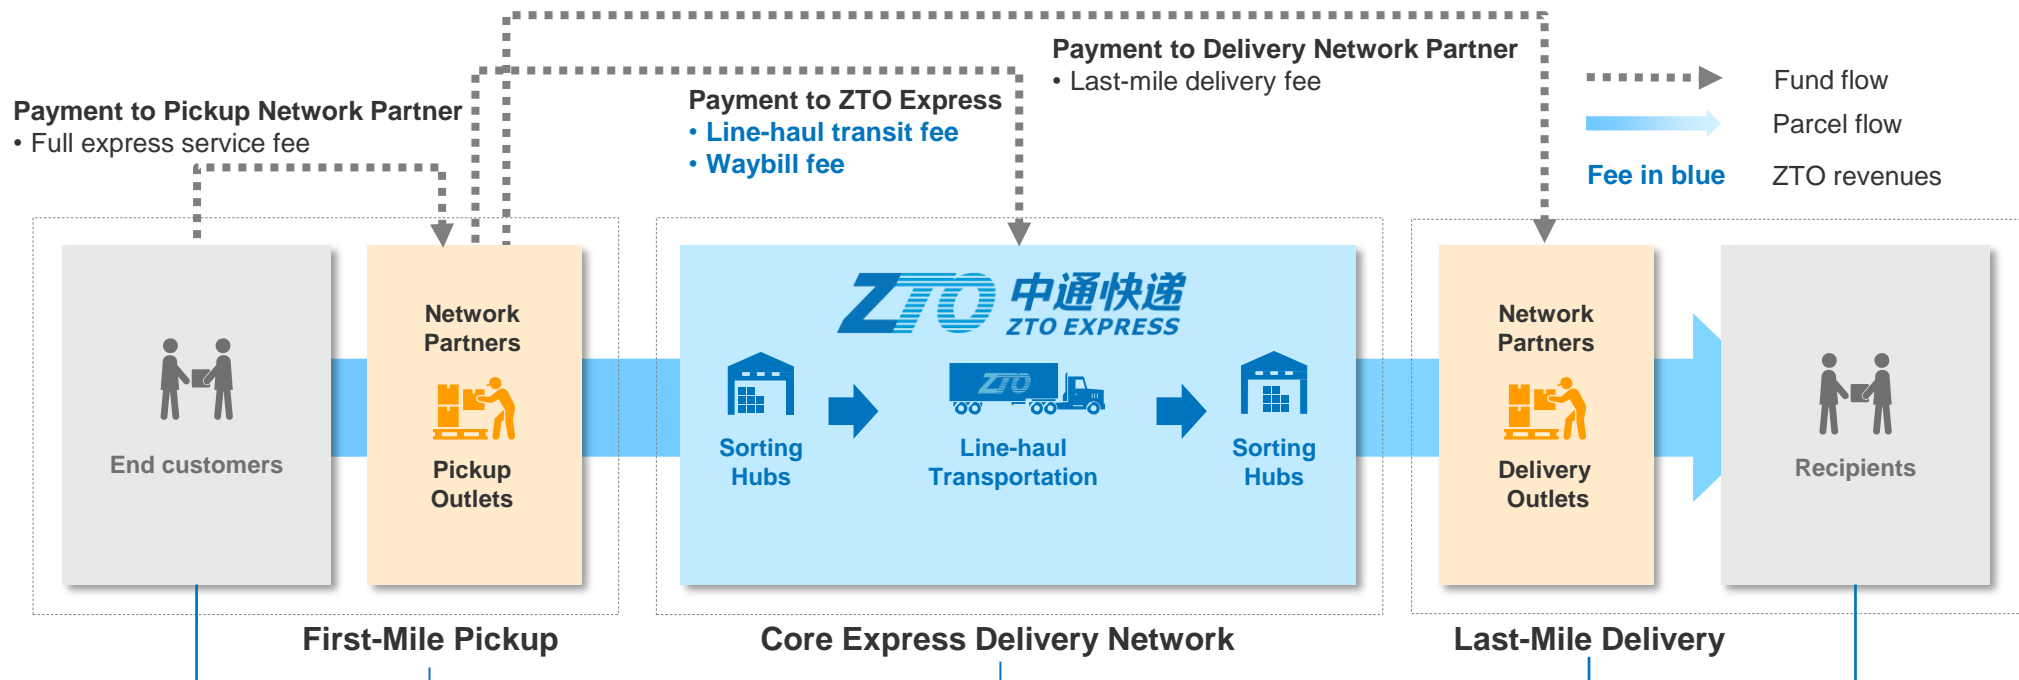 Payment to Pickup Network Partner
• Full express service fee
Payment to ZTO Express
• Line-haul transit fee
• Waybill fee
Payment to Delivery Network Partner
• Last-mile delivery fee
Fund flow
Parcel flow
Fee in blue
ZTO revenues
End customers
Network
Partners
Pickup
Outlets
ZTO 中通快递
ZTO EXPRESS
ZTO
Sorting
Hubs
Line-haul
Transportation
Sorting
Hubs
Network
Partners
Delivery
Outlets
Recipients
First-Mile Pickup
Core Express Delivery Network
Last-Mile Delivery